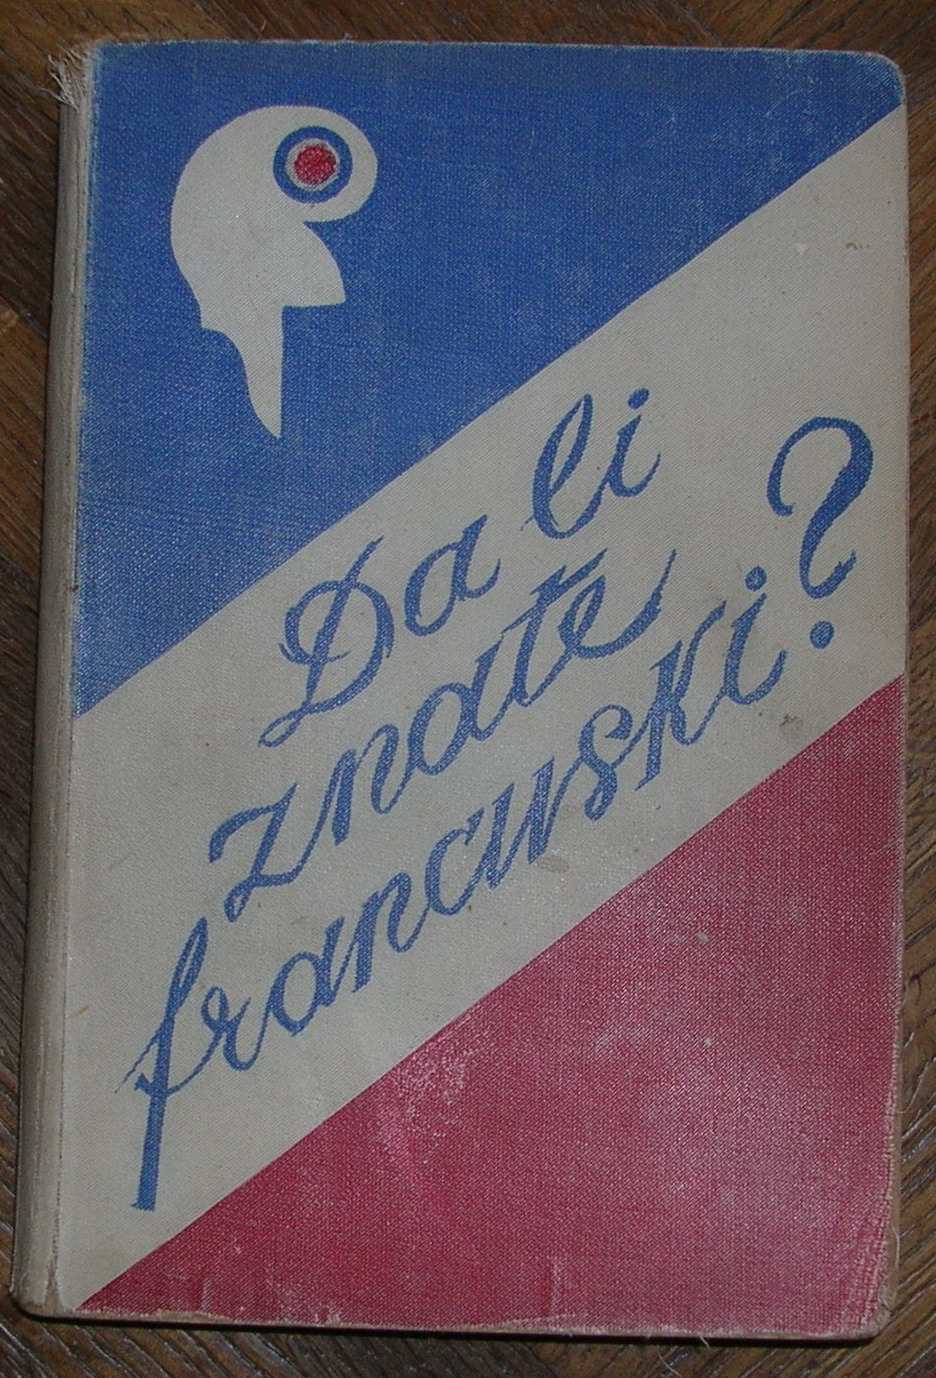 Da li
znate
francuski?